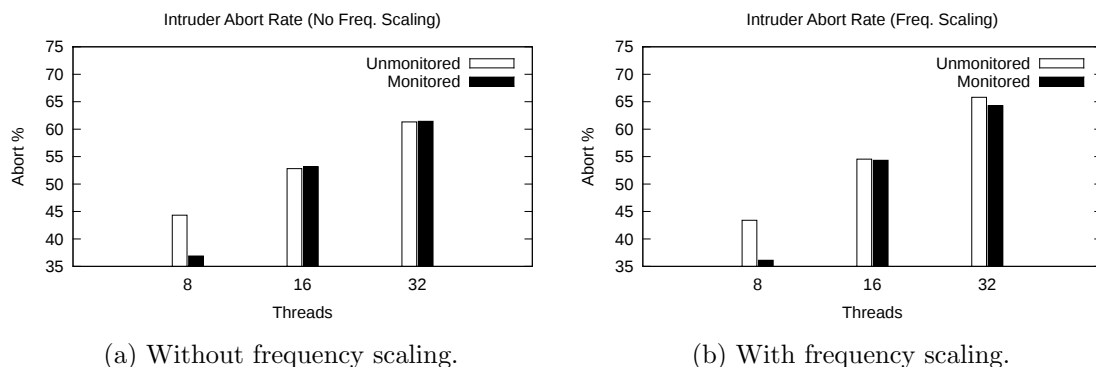 Intruder Abort Rate (No Freq. Scaling)
75
70
65
60
55
50
45
40
35
Abort %
Unmonitored
Monitored
8 16 32
Threads
(a) Without frequency scaling.
Intruder Abort Rate (Freq. Scaling)
75
70
65
60
55
50
45
40
35
Abort %
Unmonitored
Monitored
8 16 32
Threads
(b) With frequency scaling.